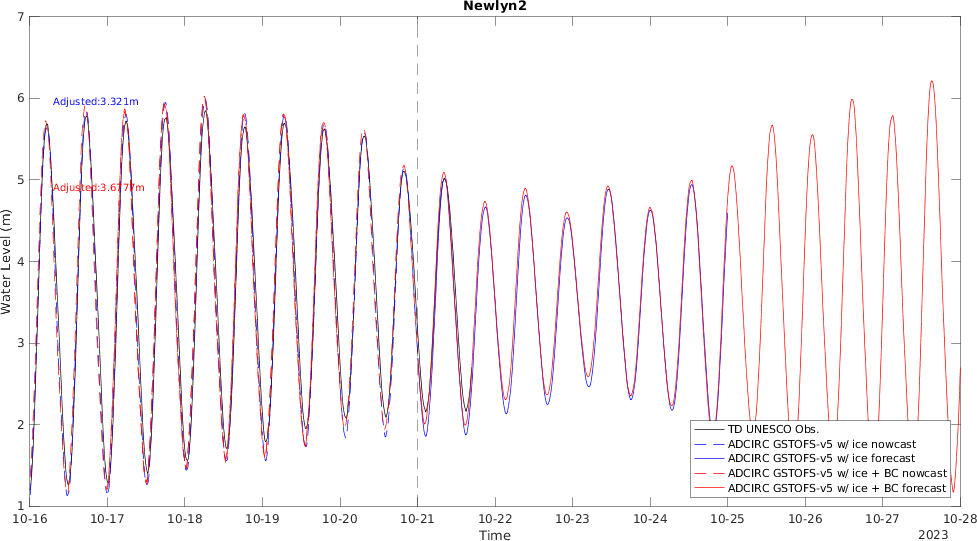 Newlyn2
7
6
5
4
3
2
1
Water Level (m)
Adjusted:3.321m
Adjusted:3.6777m
TD UNESCO Obs.
ADCIRC GSTOFS-v5 w/ ice nowcast
ADCIRC GSTOFS-v5 w/ ice forecast
ADCIRC GSTOFS-v5 w/ ice + BC nowcast
ADCIRC GSTOFS-v5 w/ ice + BC forecast
10-16 10-17 10-18 10-19 10-20 10-21 10-22 10-23 10-24 10-25 10-26 10-27 10-28
Time
2023